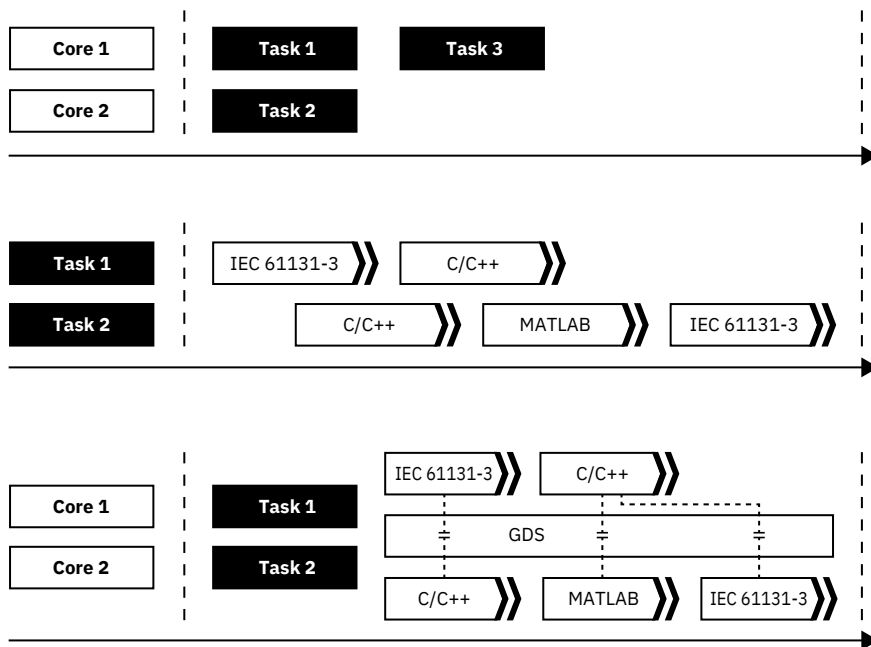 Core 1
Task 1
Task 3
Core 2
Task 2
Task 1
IEC 61131-3
C/C++
Task 2
C/C++
MATLAB
IEC 61131-3
IEC 61131-3
C/C++
Core 1
Task 1
GDS
Core 2
Task 2
C/C++
MATLAB
IEC 61131-3